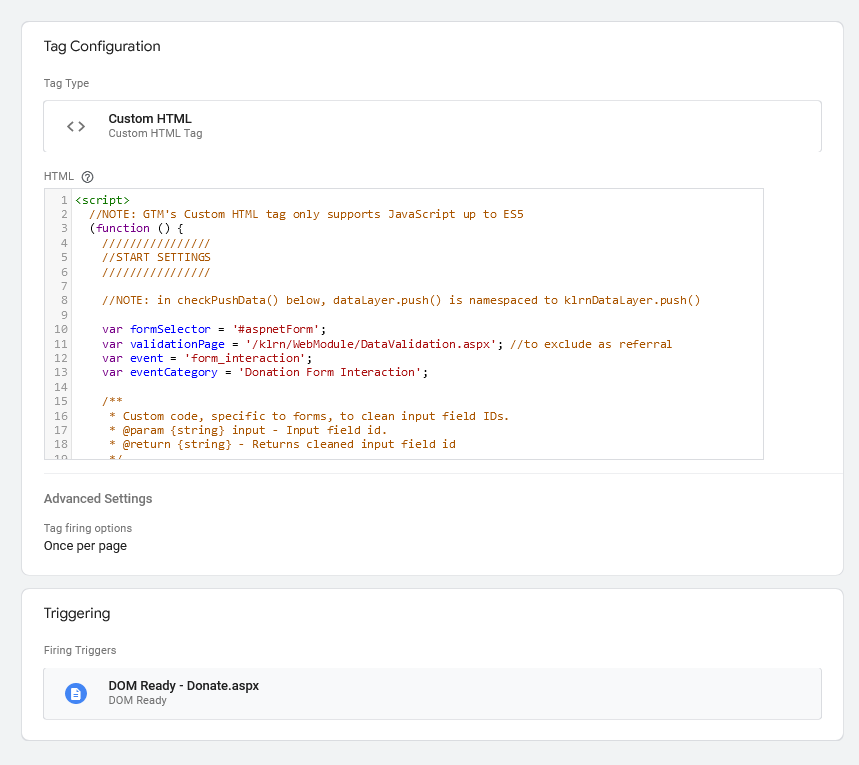 Tag Configuration
Tag Type
Custom HTML
Custom HTML Tag
HTML
1 <script>
2 //NOTE: GTM's Custom HTML tag only supports JavaScript up to ES5
3 (function () {
4 ////////////////
5 //START SETTINGS
6 ////////////////
7
8 //NOTE: in checkPushData() below, dataLayer.push() is namespaced to klrnDataLayer.push()
9
10 var formSelector = '#aspnetForm';
11 var validationPage = '/klrn/WebModule/DataValidation.aspx'; //to exclude as referral
12 var event = 'form_interaction';
13 var eventCategory = 'Donation Form Interaction';
14
15 /**
16 * Custom code, specific to forms, to clean input field IDs.
17 * @param {string} input - Input field id.
18 * @return {string} - Returns cleaned input field id
19 */
Advanced Settings
Tag firing options
Once per page
Triggering
Firing Triggers
DOM Ready - Donate.aspx
DOM Ready